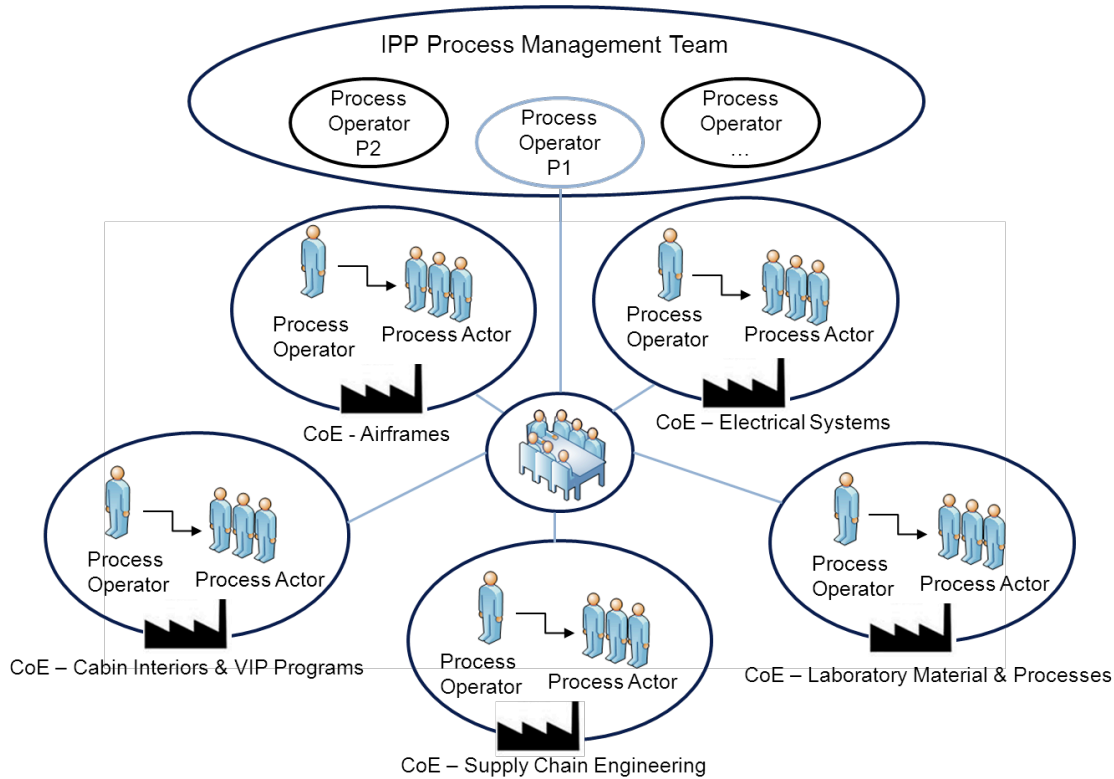 IPP Process Management Team
Process
Operator
P2
Process
Operator
P1
Process
Operator
…
Process
Operator
Process Actor
CoE - Airframes
Process
Operator
Process Actor
CoE – Electrical Systems
Process
Operator
Process Actor
CoE – Cabin Interiors & VIP Programs
Process
Operator
Process Actor
CoE – Supply Chain Engineering
Process
Operator
Process Actor
CoE – Laboratory Material & Processes